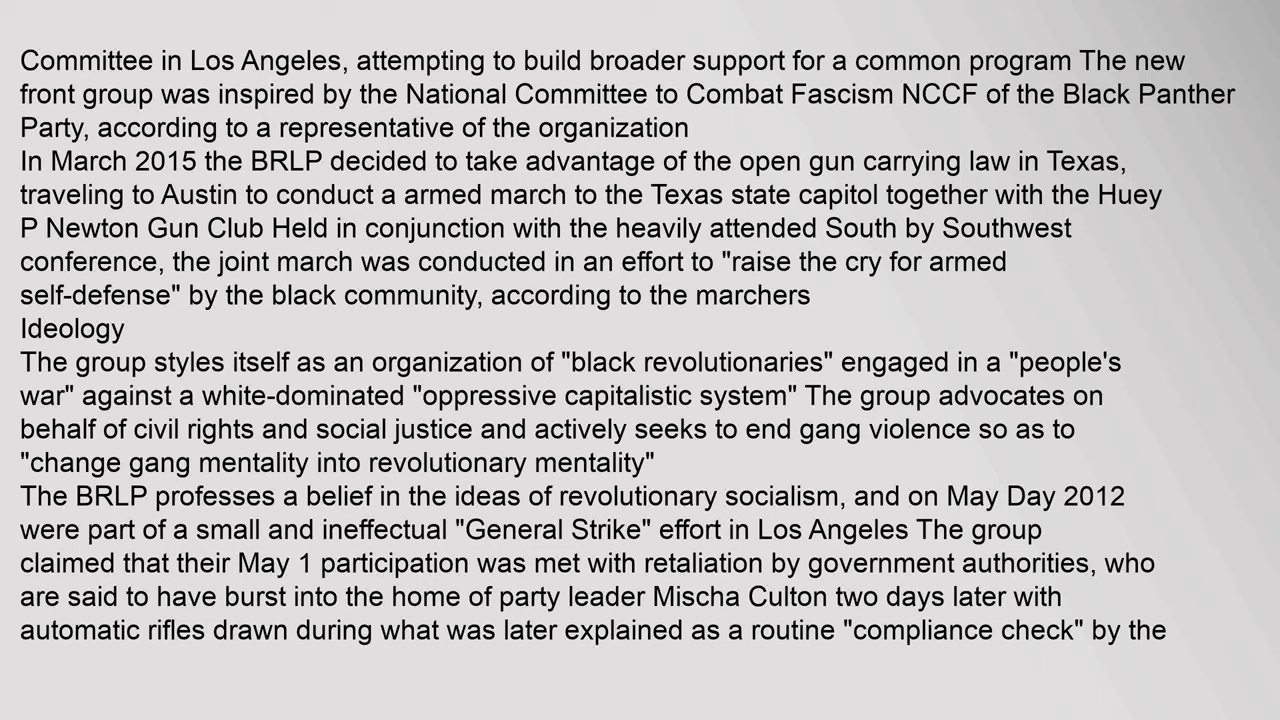 Committee in Los Angeles, attempting to build broader support for a common program The new
front group was inspired by the National Committee to Combat Fascism NCCF of the Black Panther
Party, according to a representative of the organization
In March 2015 the BRLP decided to take advantage of the open gun carrying law in Texas,
traveling to Austin to conduct a armed march to the Texas state capitol together with the Huey
P Newton Gun Club Held in conjunction with the heavily attended South by Southwest
conference, the joint march was conducted in an effort to "raise the cry for armed
self-defense" by the black community, according to the marchers
Ideology
The group styles itself as an organization of "black revolutionaries" engaged in a "people's
war" against a white-dominated "oppressive capitalistic system" The group advocates on
behalf of civil rights and social justice and actively seeks to end gang violence so as to
"change gang mentality into revolutionary mentality"
The BRLP professes a belief in the ideas of revolutionary socialism, and on May Day 2012
were part of a small and ineffectual "General Strike" effort in Los Angeles The group
claimed that their May 1 participation was met with retaliation by government authorities, who
are said to have burst into the home of party leader Mischa Culton two days later with
automatic rifles drawn during what was later explained as a routine "compliance check" by the